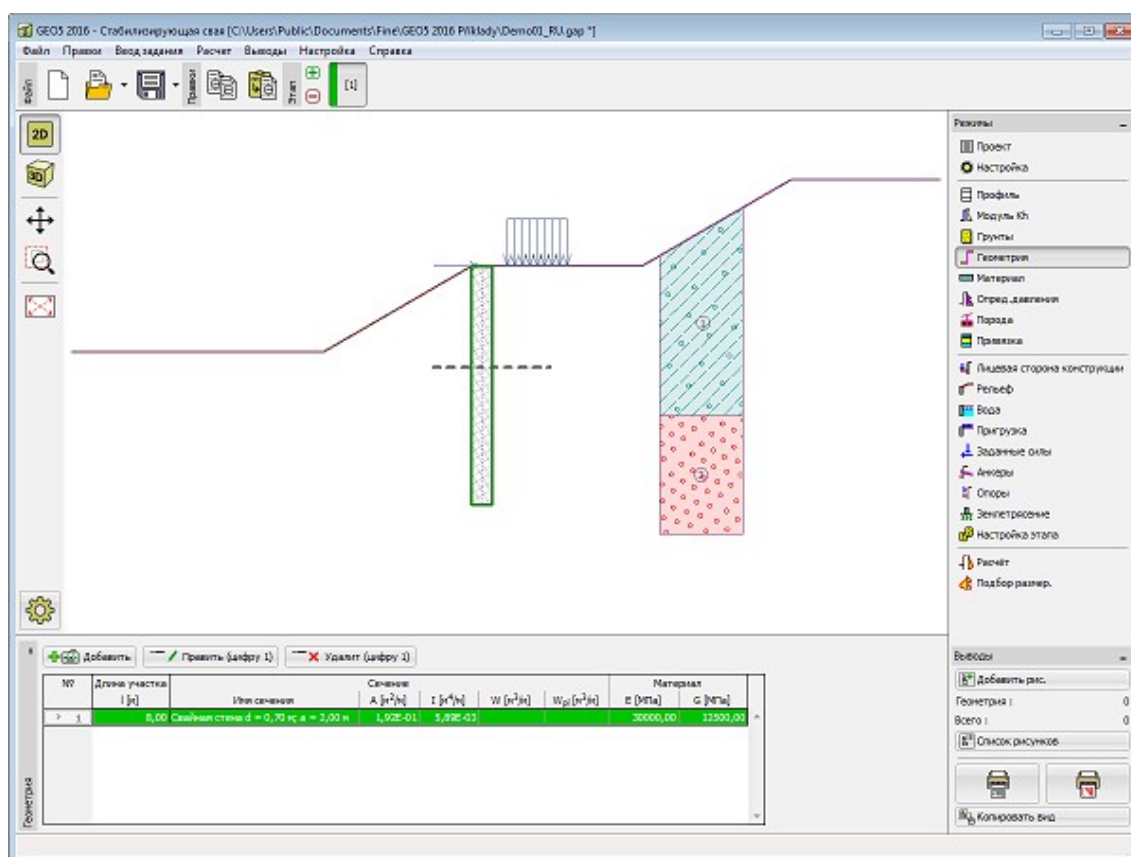 GEO5 2016 - Стабилизирующая свая [C:\Users\Public\Documents\Fine\GEO5 2016 Piiklady\Demo01_RU.gap *]
Файл Правки Ввод задания Расчет Выводы Настройка Справка
Файл
Правки
Этап
[1]
2D
3D
Режимы
Проект
Настройка
Профиль
Модуль Kh
Грунты
Геометрия
Материал
Опред.давления
Порода
Привязка
Лицевая сторона конструкции
Рельеф
Вода
Пригрузка
Заданные силы
Анкеры
Опоры
Землетрясение
Настройка этапа
Расчёт
Подбор размер.
1
2
Добавить Править (цифру 1) Удалит (цифру 1)
№ Длина участка Сечение Материал
l [м] Имя сечения A [м²/м] I [м⁴/м] W [м³/м] Wpl [м³/м] E [МПа] G [МПа]
1 8,00 Свайная стена d = 0,70 м; a = 2,00 м 1,92E-01 5,89E-03 30000,00 12500,00
Геометрия
Выводы
Добавить рис.
Геометрия : 0
Всего : 0
Список рисунков
Копировать вид